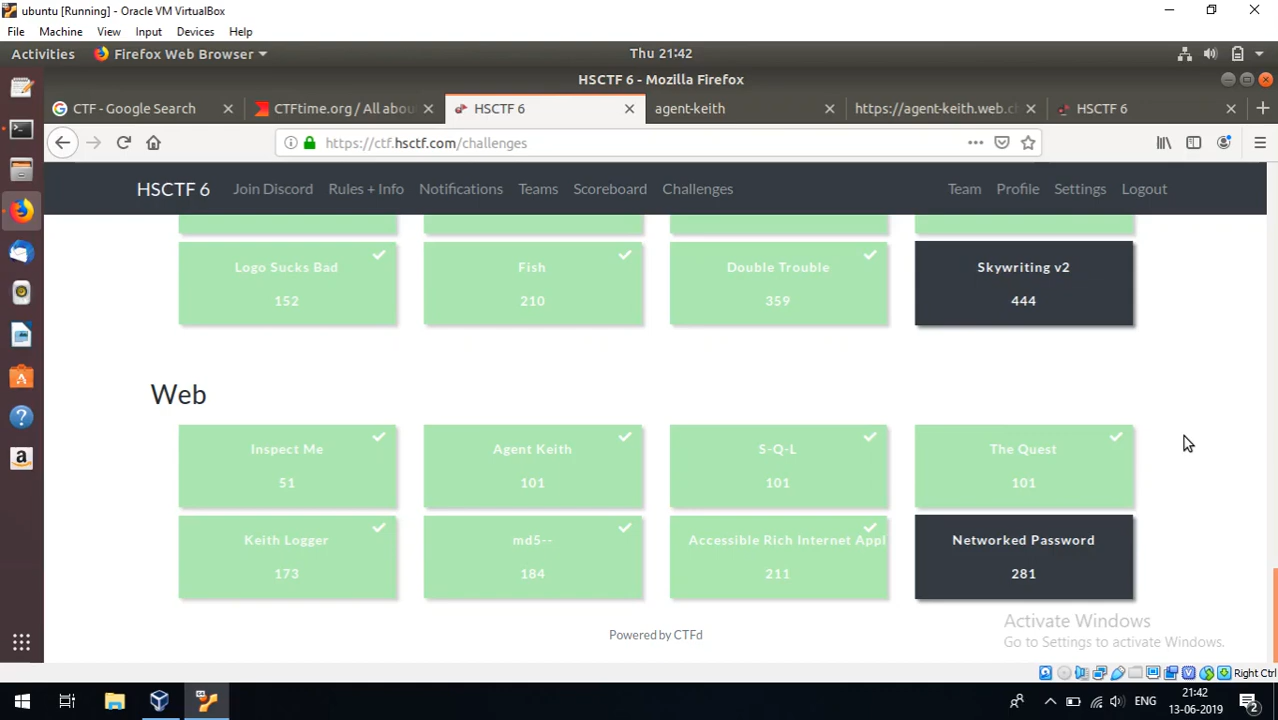 ubuntu [Running] - Oracle VM VirtualBox
File Machine View Input Devices Help
Activities Firefox Web Browser Thu 21:42
HSCTF 6 - Mozilla Firefox
CTF - Google Search CTFtime.org / All abou HSCTF 6 agent-keith https://agent-keith.web.c HSCTF 6
https://ctf.hsctf.com/challenges
HSCTF 6 Join Discord Rules + Info Notifications Teams Scoreboard Challenges Team Profile Settings Logout
Logo Sucks Bad Fish Double Trouble Skywriting v2
152 210 359 444
Web
Inspect Me Agent Keith S-Q-L The Quest
51 101 101 101
Keith Logger md5-- Accessible Rich Internet Appl Networked Password
173 184 211 281
Powered by CTFd
Activate Windows
Go to Settings to activate Windows.
Right Ctrl
ENG 21:42
13-06-2019 2